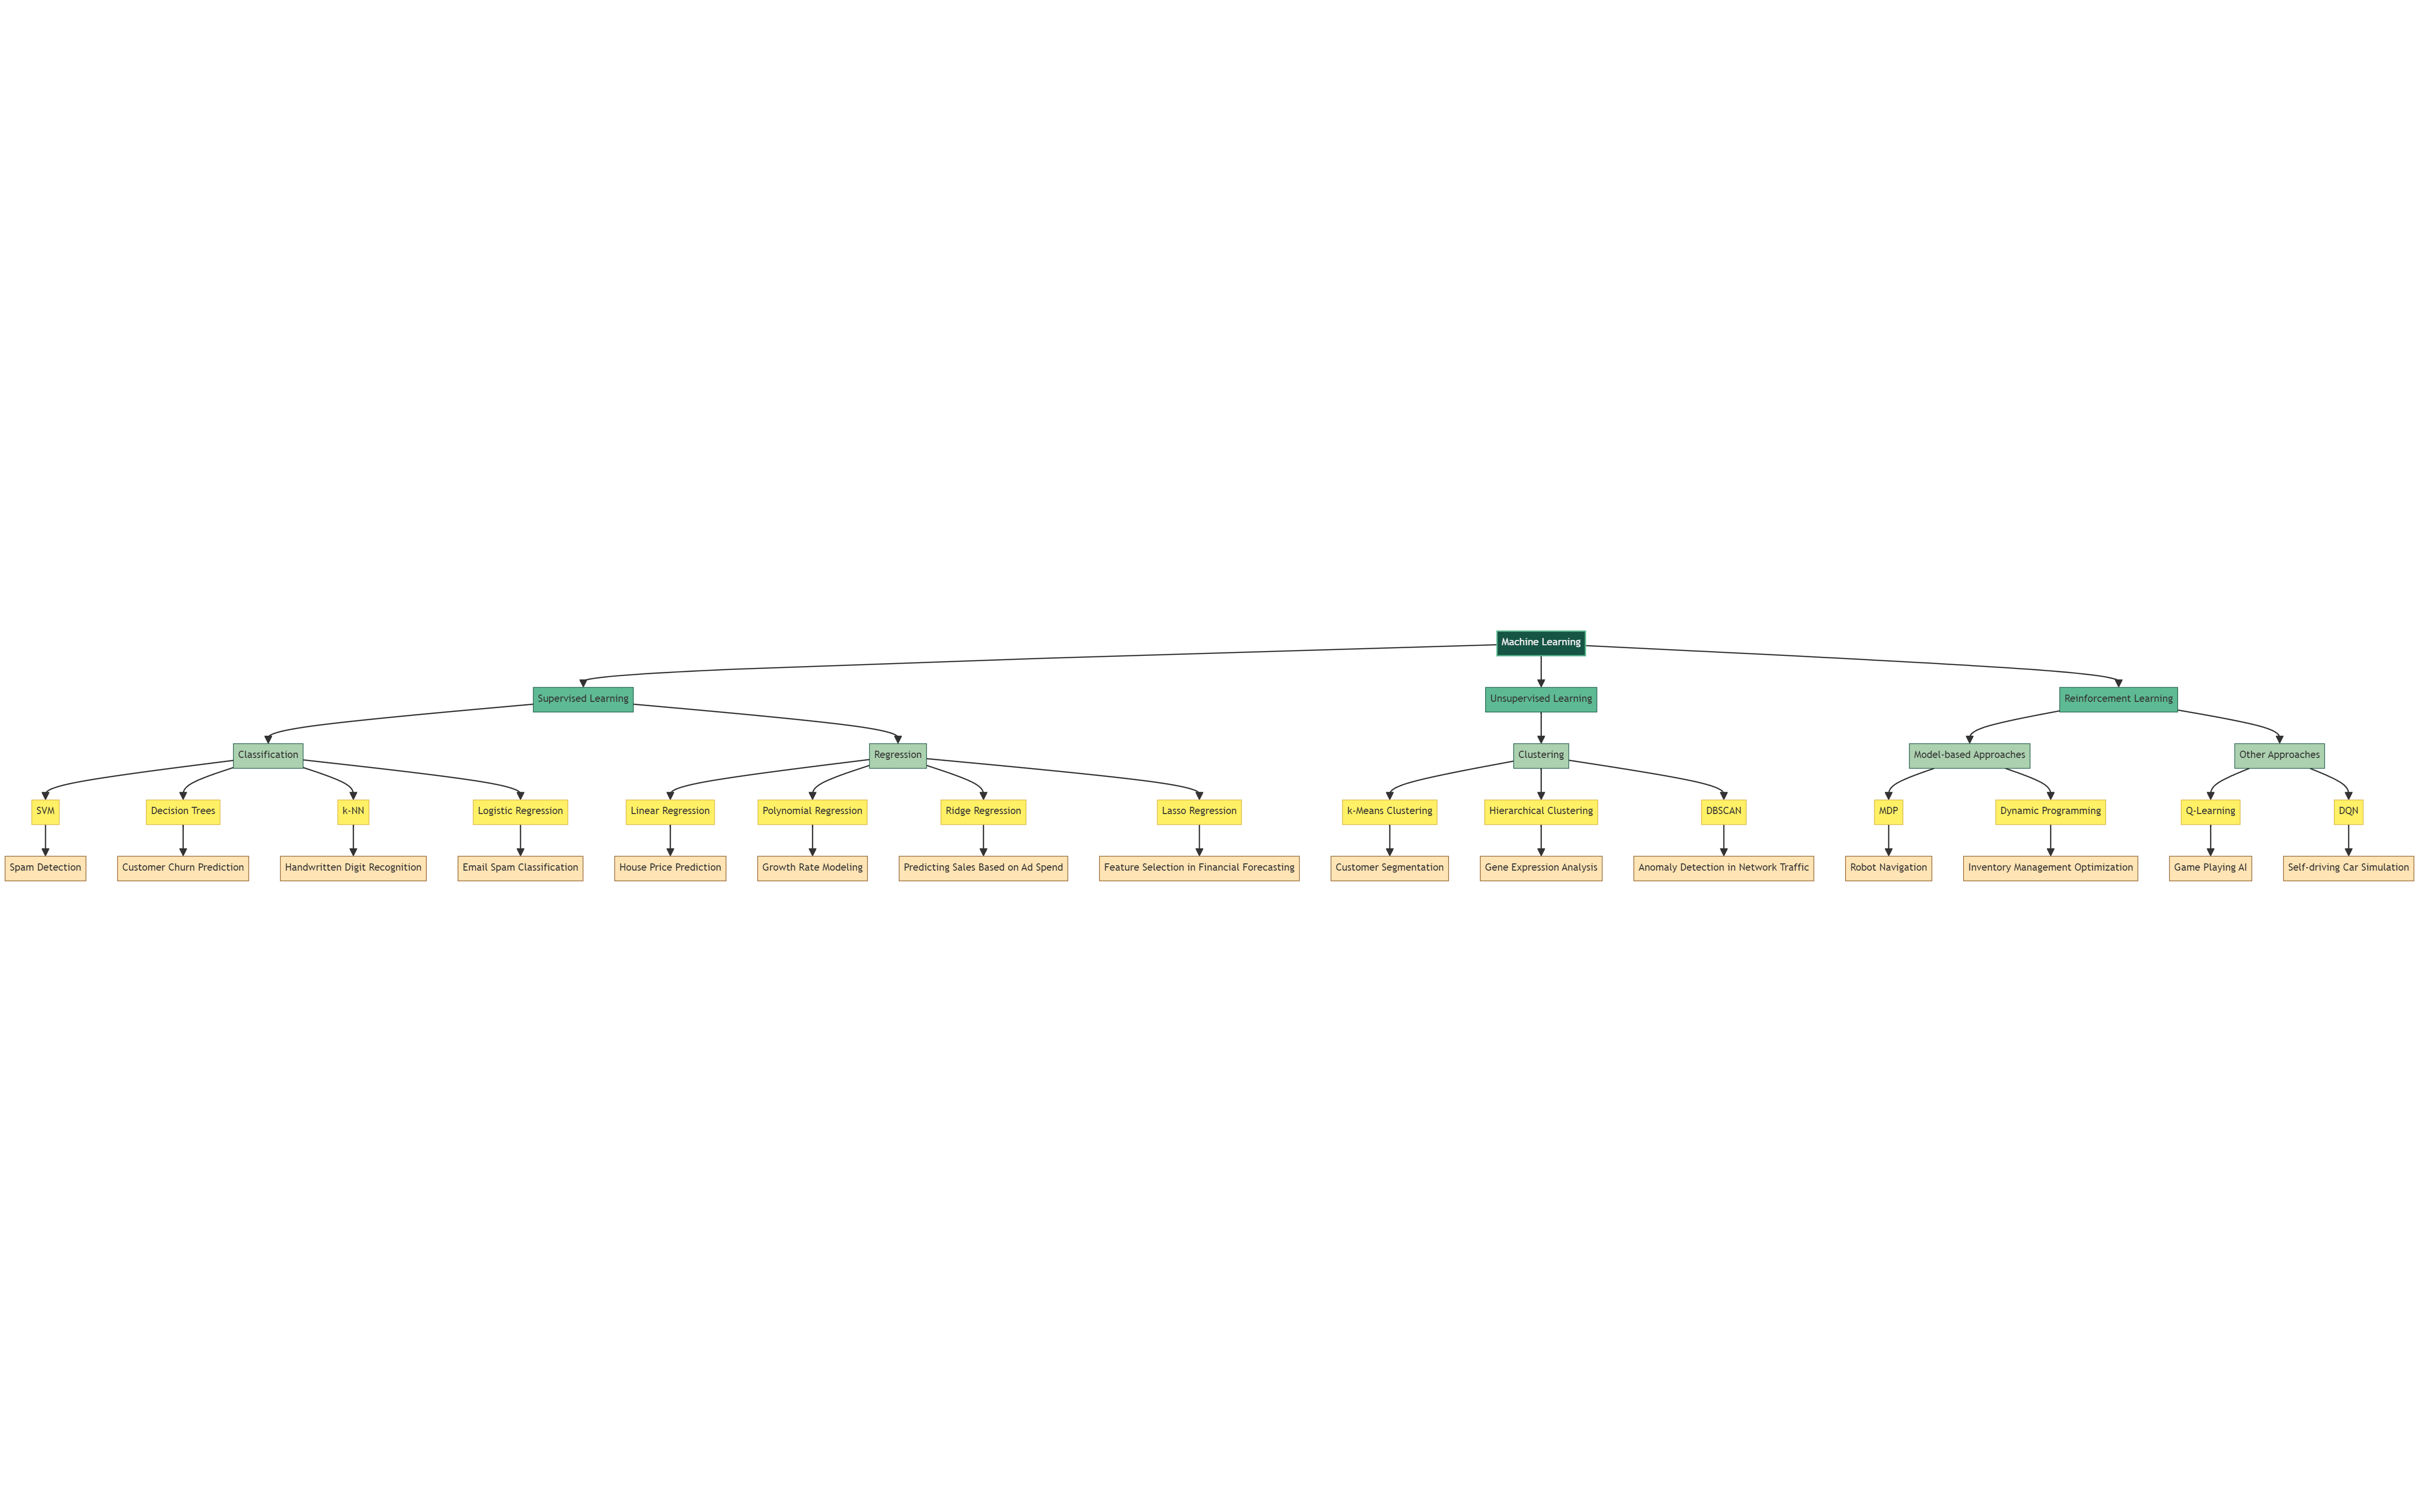 Machine Learning
Supervised Learning
Unsupervised Learning
Reinforcement Learning
Classification
Regression
Clustering
Model-based Approaches
Other Approaches
SVM
Decision Trees
k-NN
Logistic Regression
Linear Regression
Polynomial Regression
Ridge Regression
Lasso Regression
k-Means Clustering
Hierarchical Clustering
DBSCAN
MDP
Dynamic Programming
Q-Learning
DQN
Spam Detection
Customer Churn Prediction
Handwritten Digit Recognition
Email Spam Classification
House Price Prediction
Growth Rate Modeling
Predicting Sales Based on Ad Spend
Feature Selection in Financial Forecasting
Customer Segmentation
Gene Expression Analysis
Anomaly Detection in Network Traffic
Robot Navigation
Inventory Management Optimization
Game Playing AI
Self-driving Car Simulation